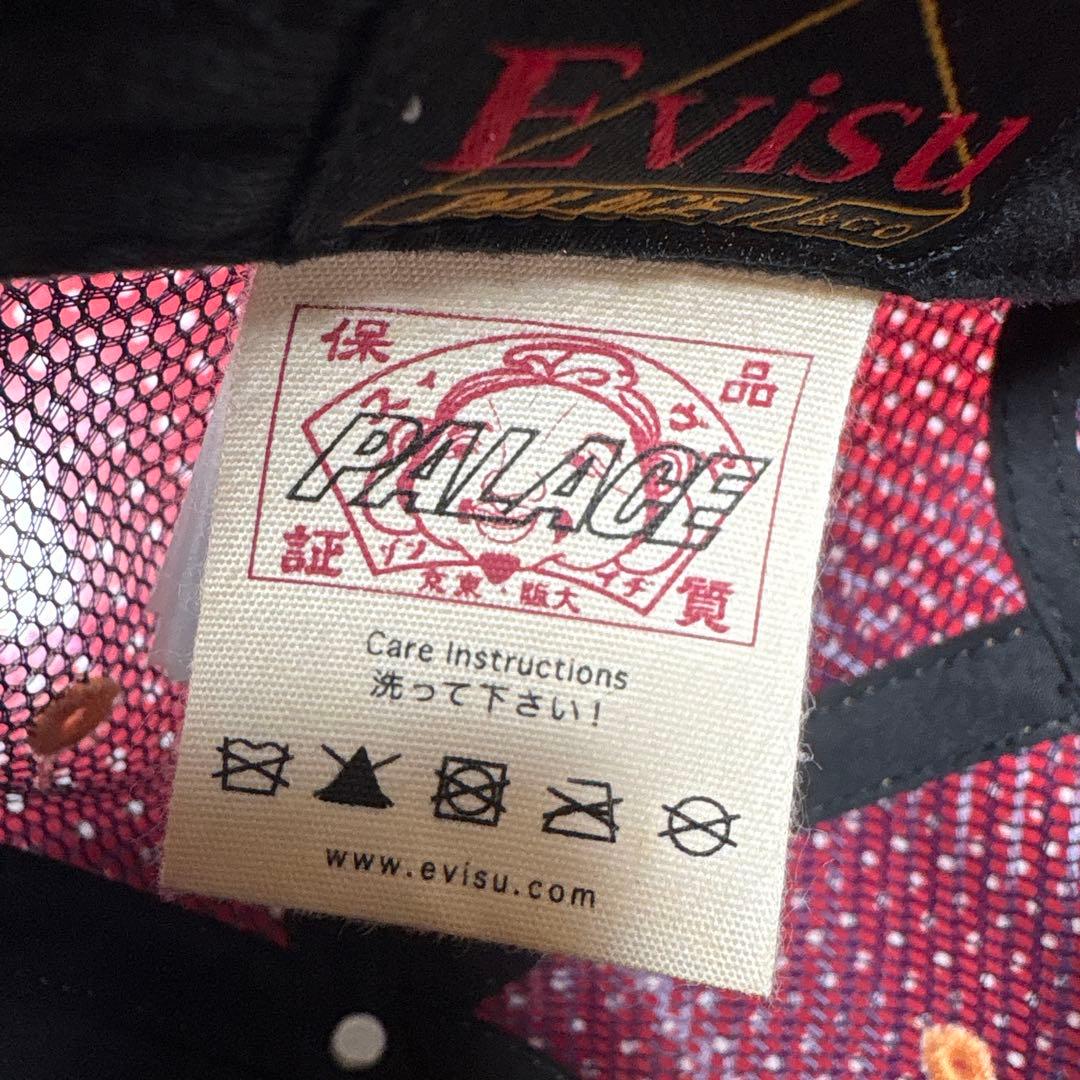 Evisu
PALACE & CO
保 品
PALACE
証 質
京東・阪大
Care Instructions
洗って下さい!
www.evisu.com